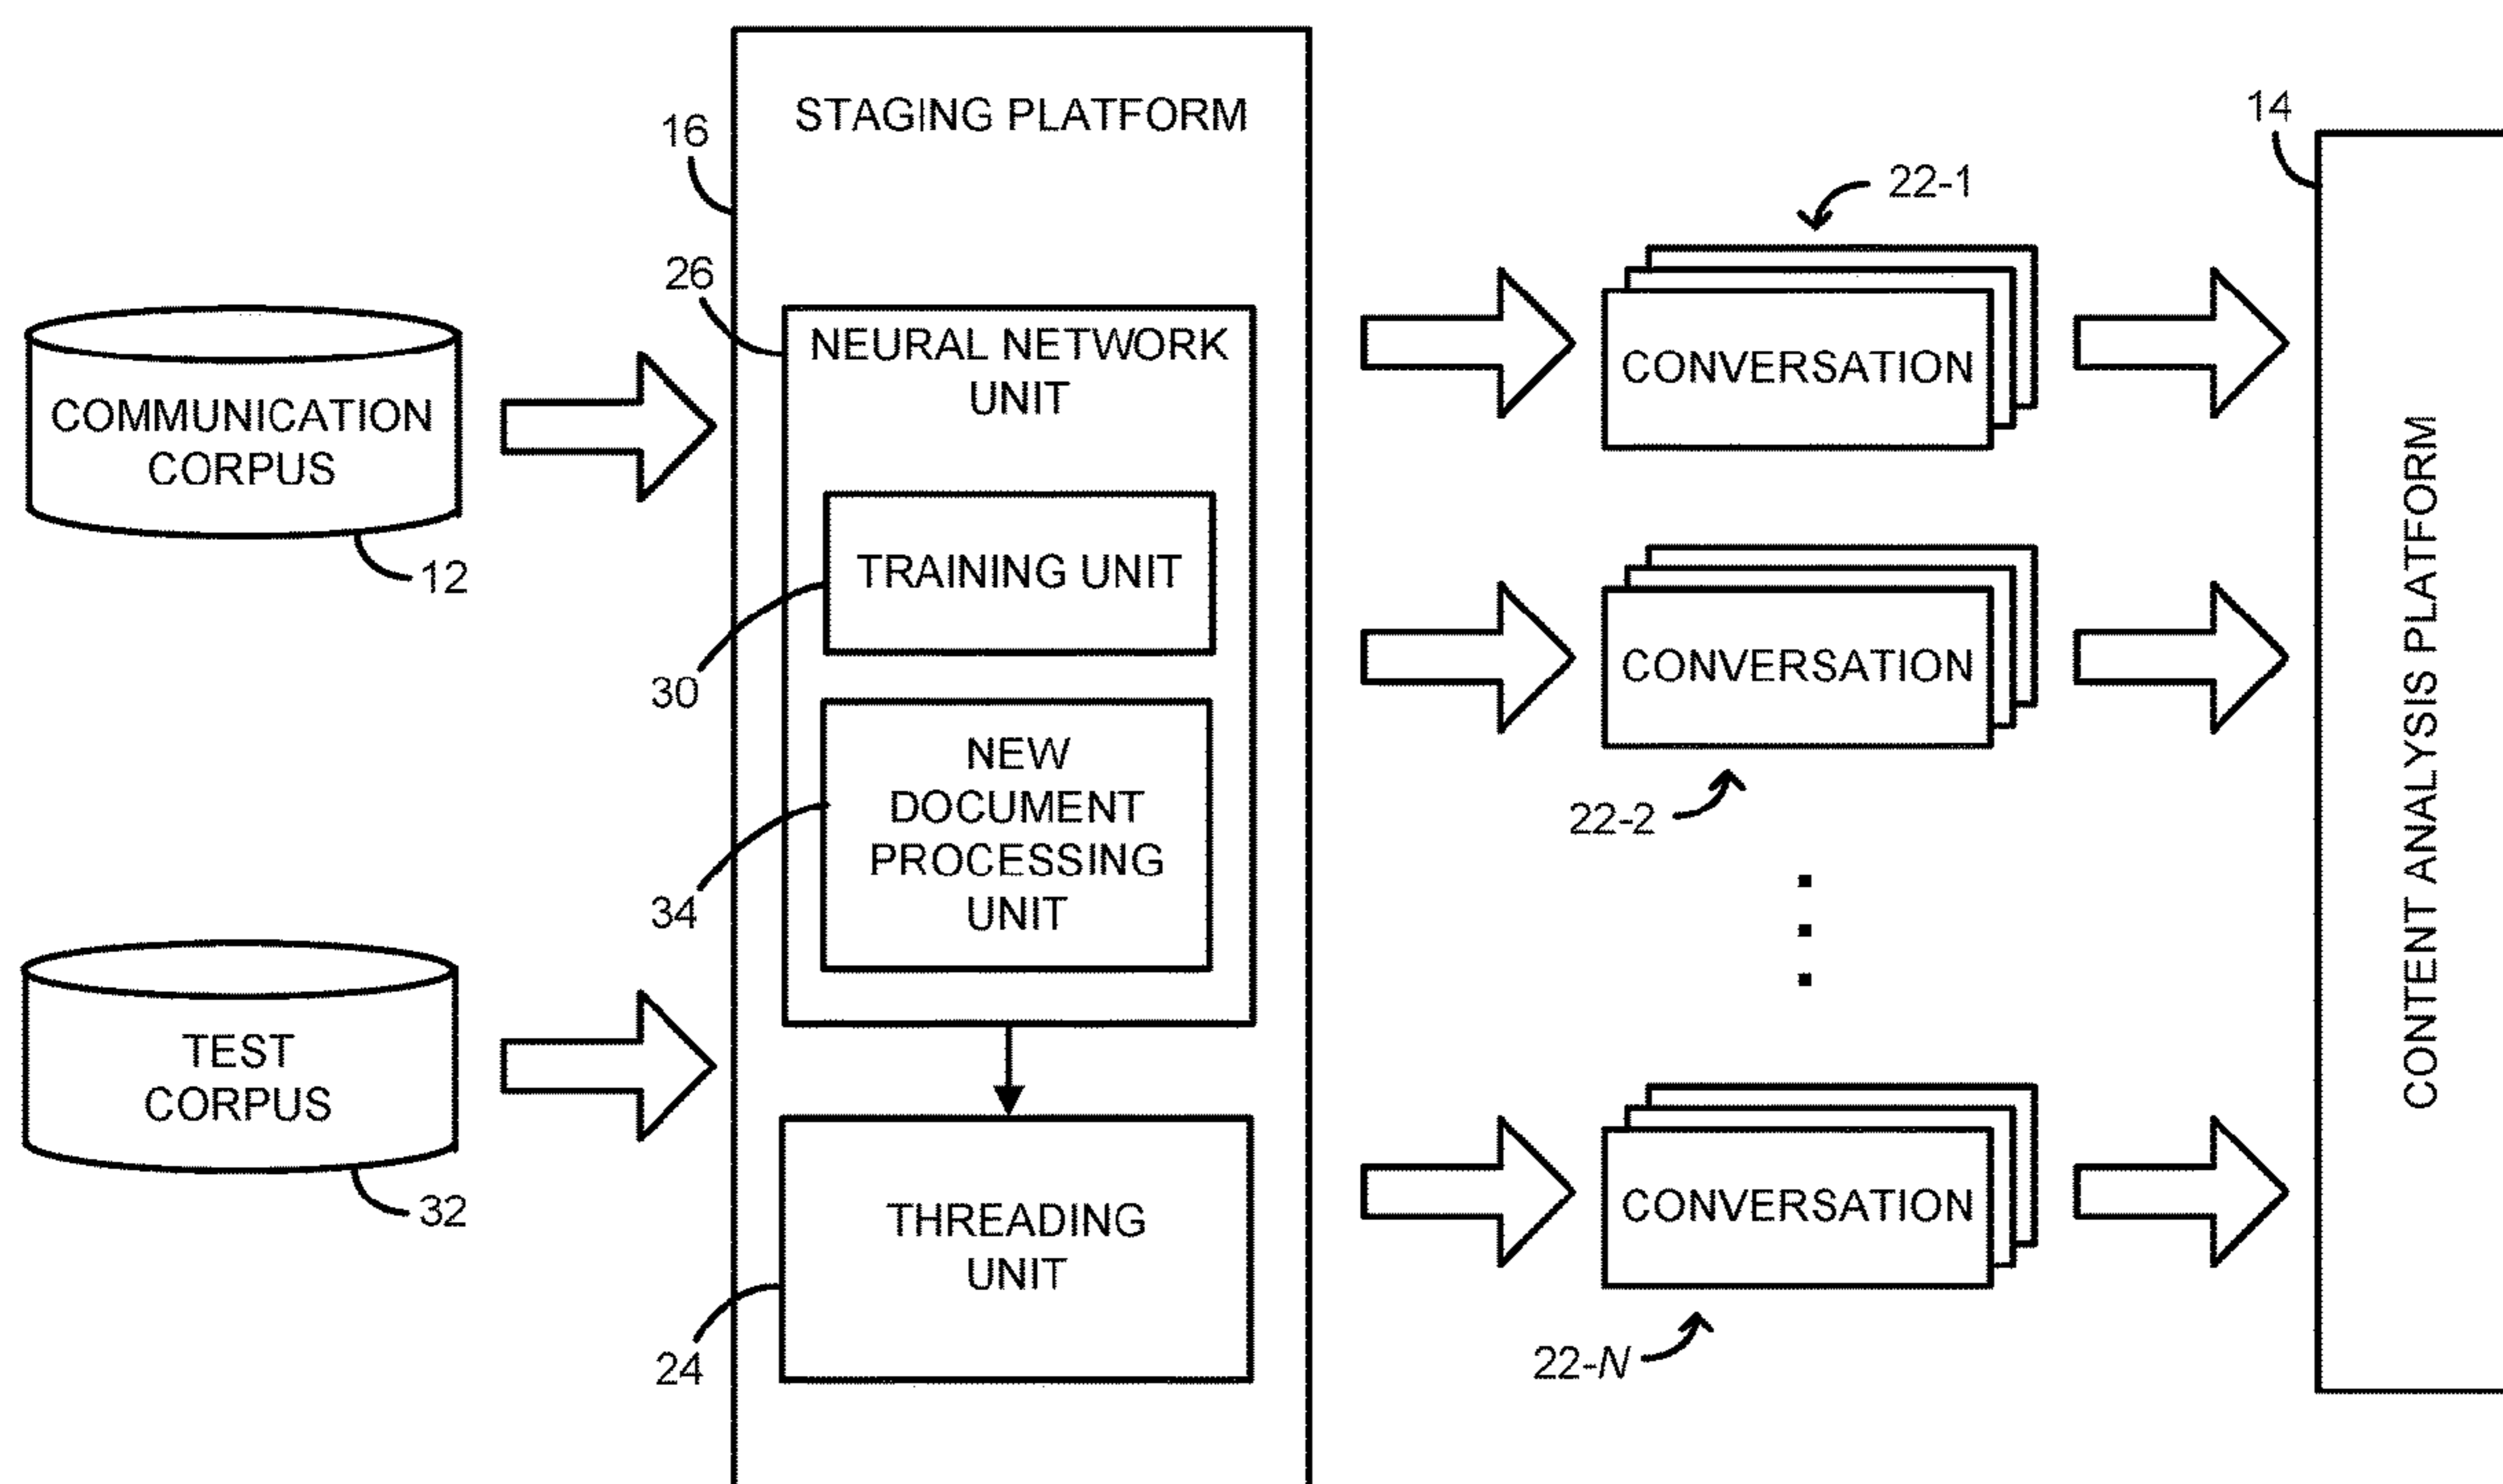 STAGING PLATFORM
16
26
NEURAL NETWORK
UNIT
COMMUNICATION
CORPUS
12
TRAINING UNIT
30
NEW
DOCUMENT
PROCESSING
UNIT
34
TEST
CORPUS
32
THREADING
UNIT
24
22-1
CONVERSATION
CONVERSATION
22-2
CONVERSATION
22-N
14
CONTENT ANALYSIS PLATFORM